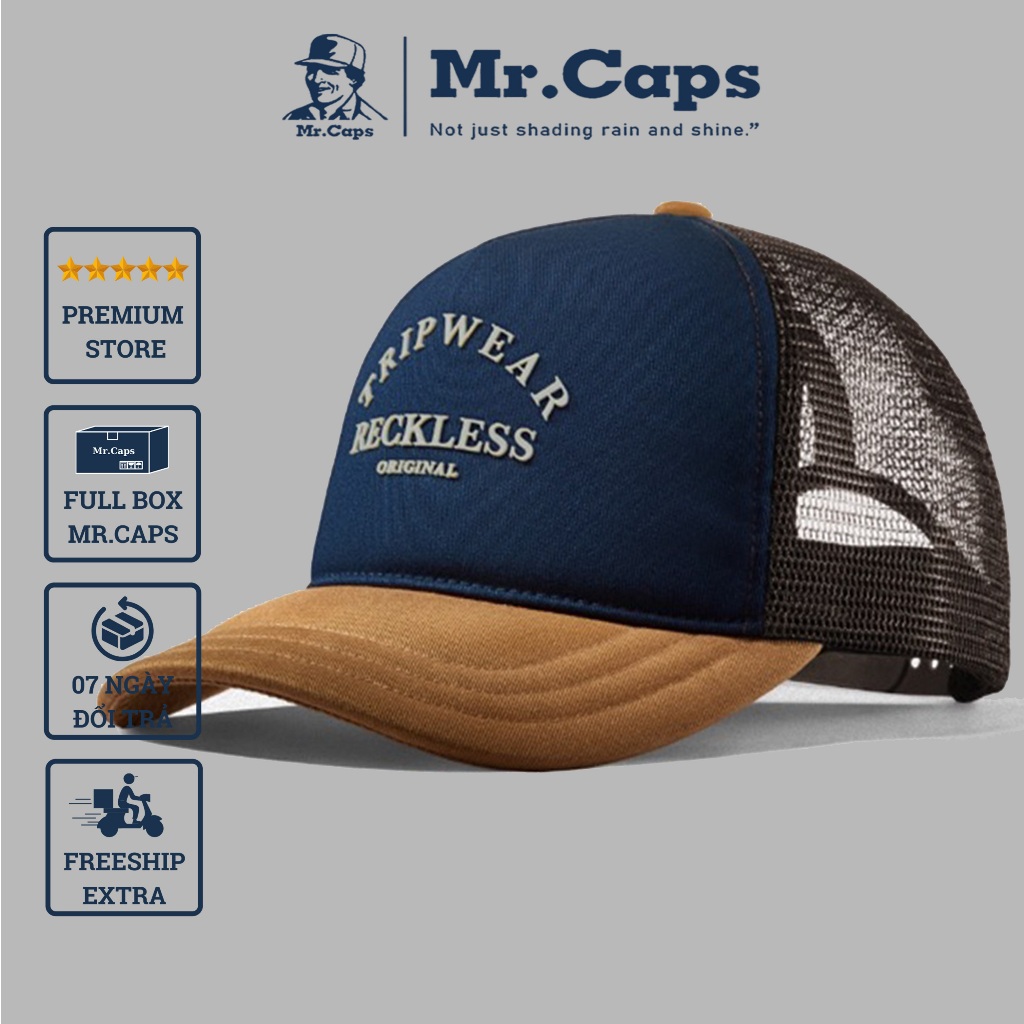 Mr.Caps
Mr.Caps
Not just shading rain and shine.”
PREMIUM
STORE
Mr.Caps
FULL BOX
MR.CAPS
07 NGÀY
ĐỔI TRẢ
FREESHIP
EXTRA
TRIPWEAR
RECKLESS
ORIGINAL